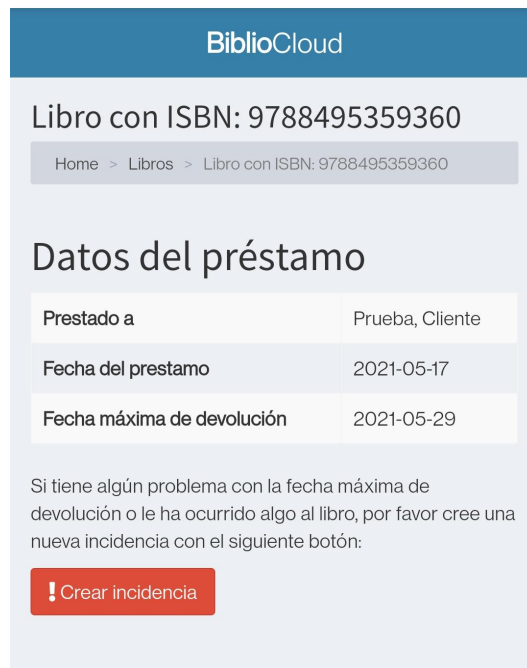 BiblioCloud
Libro con ISBN: 9788495359360
Home > Libros > Libro con ISBN: 9788495359360
Datos del préstamo
Prestado a Prueba, Cliente
Fecha del prestamo 2021-05-17
Fecha máxima de devolución 2021-05-29
Si tiene algún problema con la fecha máxima de
devolución o le ha ocurrido algo al libro, por favor cree una
nueva incidencia con el siguiente botón:
! Crear incidencia